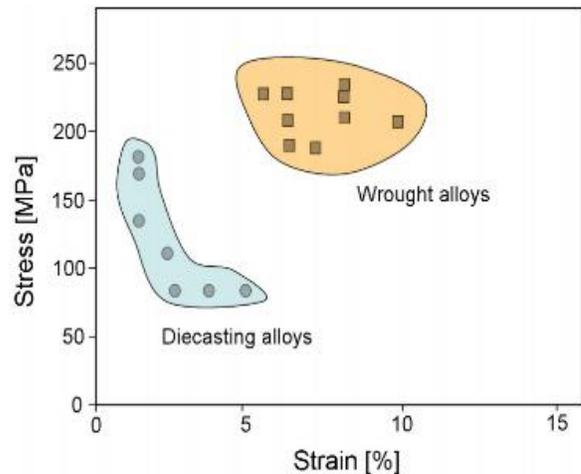 Stress [MPa]
250
200
150
100
50
0
Wrought alloys
Diecasting alloys
0 5 10 15
Strain [%]